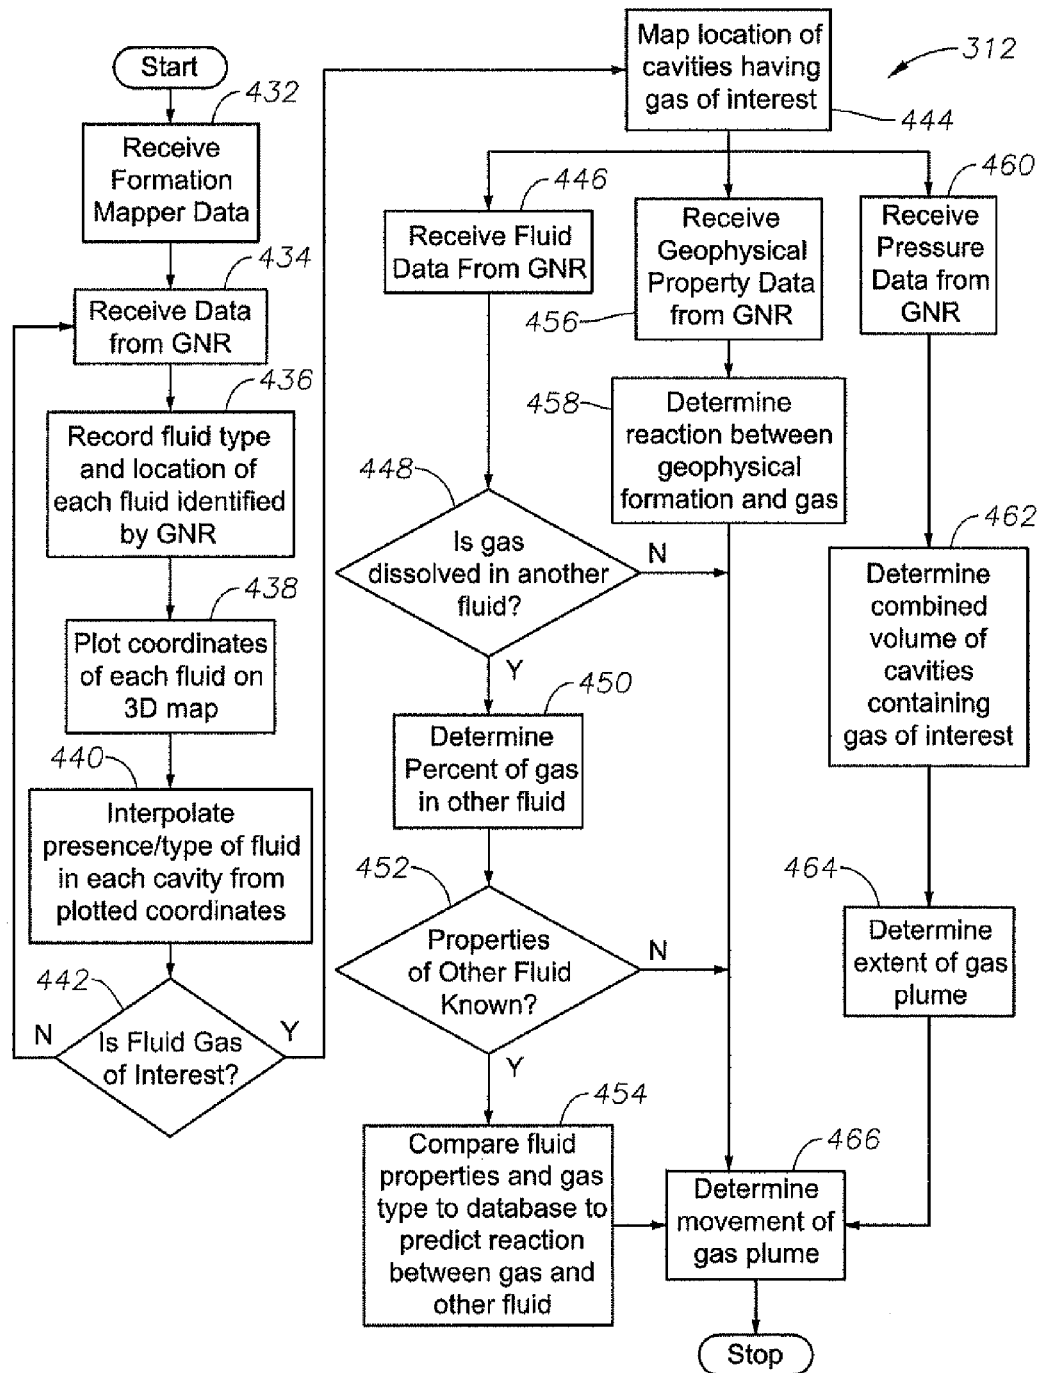 Start
432
Receive
Formation
Mapper Data
434
Receive Data
from GNR
436
Record fluid type
and location of
each fluid identified
by GNR
438
Plot coordinates
of each fluid on
3D map
440
Interpolate
presence/type of fluid
in each cavity from
plotted coordinates
442
N
Y
Is Fluid Gas
of Interest?
Map location of
cavities having
gas of interest
312
444
446
Receive Fluid
Data From GNR
448
Is gas
dissolved in another
fluid?
N
Y
450
Determine
Percent of gas
in other fluid
452
Properties
of Other Fluid
Known?
N
Y
454
Compare fluid
properties and gas
type to database to
predict reaction
between gas and
other fluid
Receive
Geophysical
Property Data
from GNR
456
458
Determine
reaction between
geophysical
formation and gas
460
Receive
Pressure
Data from
GNR
462
Determine
combined
volume of
cavities
containing
gas of interest
464
Determine
extent of gas
plume
466
Determine
movement of
gas plume
Stop